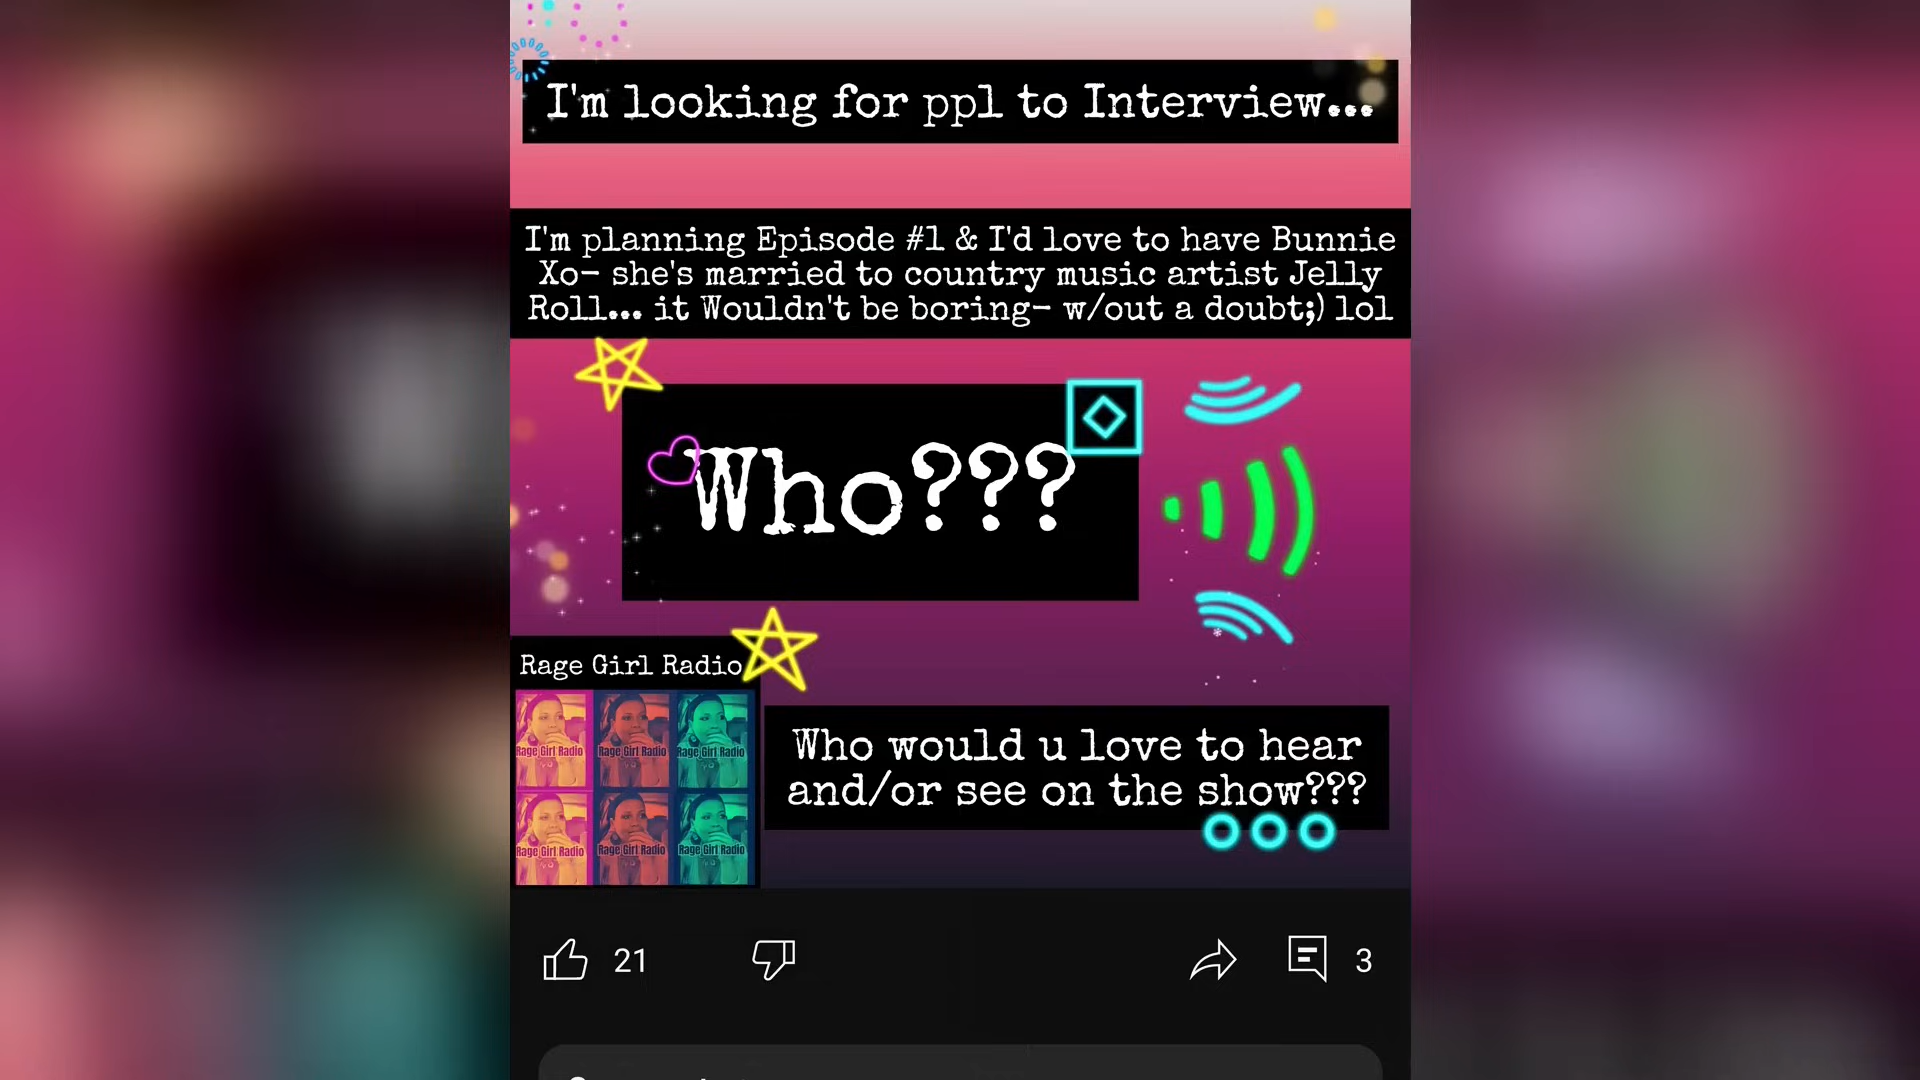 I'm looking for ppl to Interview...
I'm planning Episode #1 & I'd love to have Bunnie
Xo- she's married to country music artist Jelly
Roll... it Wouldn't be boring- w/out a doubt;) lol
Who???
Rage Girl Radio
Rage Girl Radio Rage Girl Radio Rage Girl Radio
Rage Girl Radio Rage Girl Radio Rage Girl Radio
Who would u love to hear
and/or see on the show???
21
3